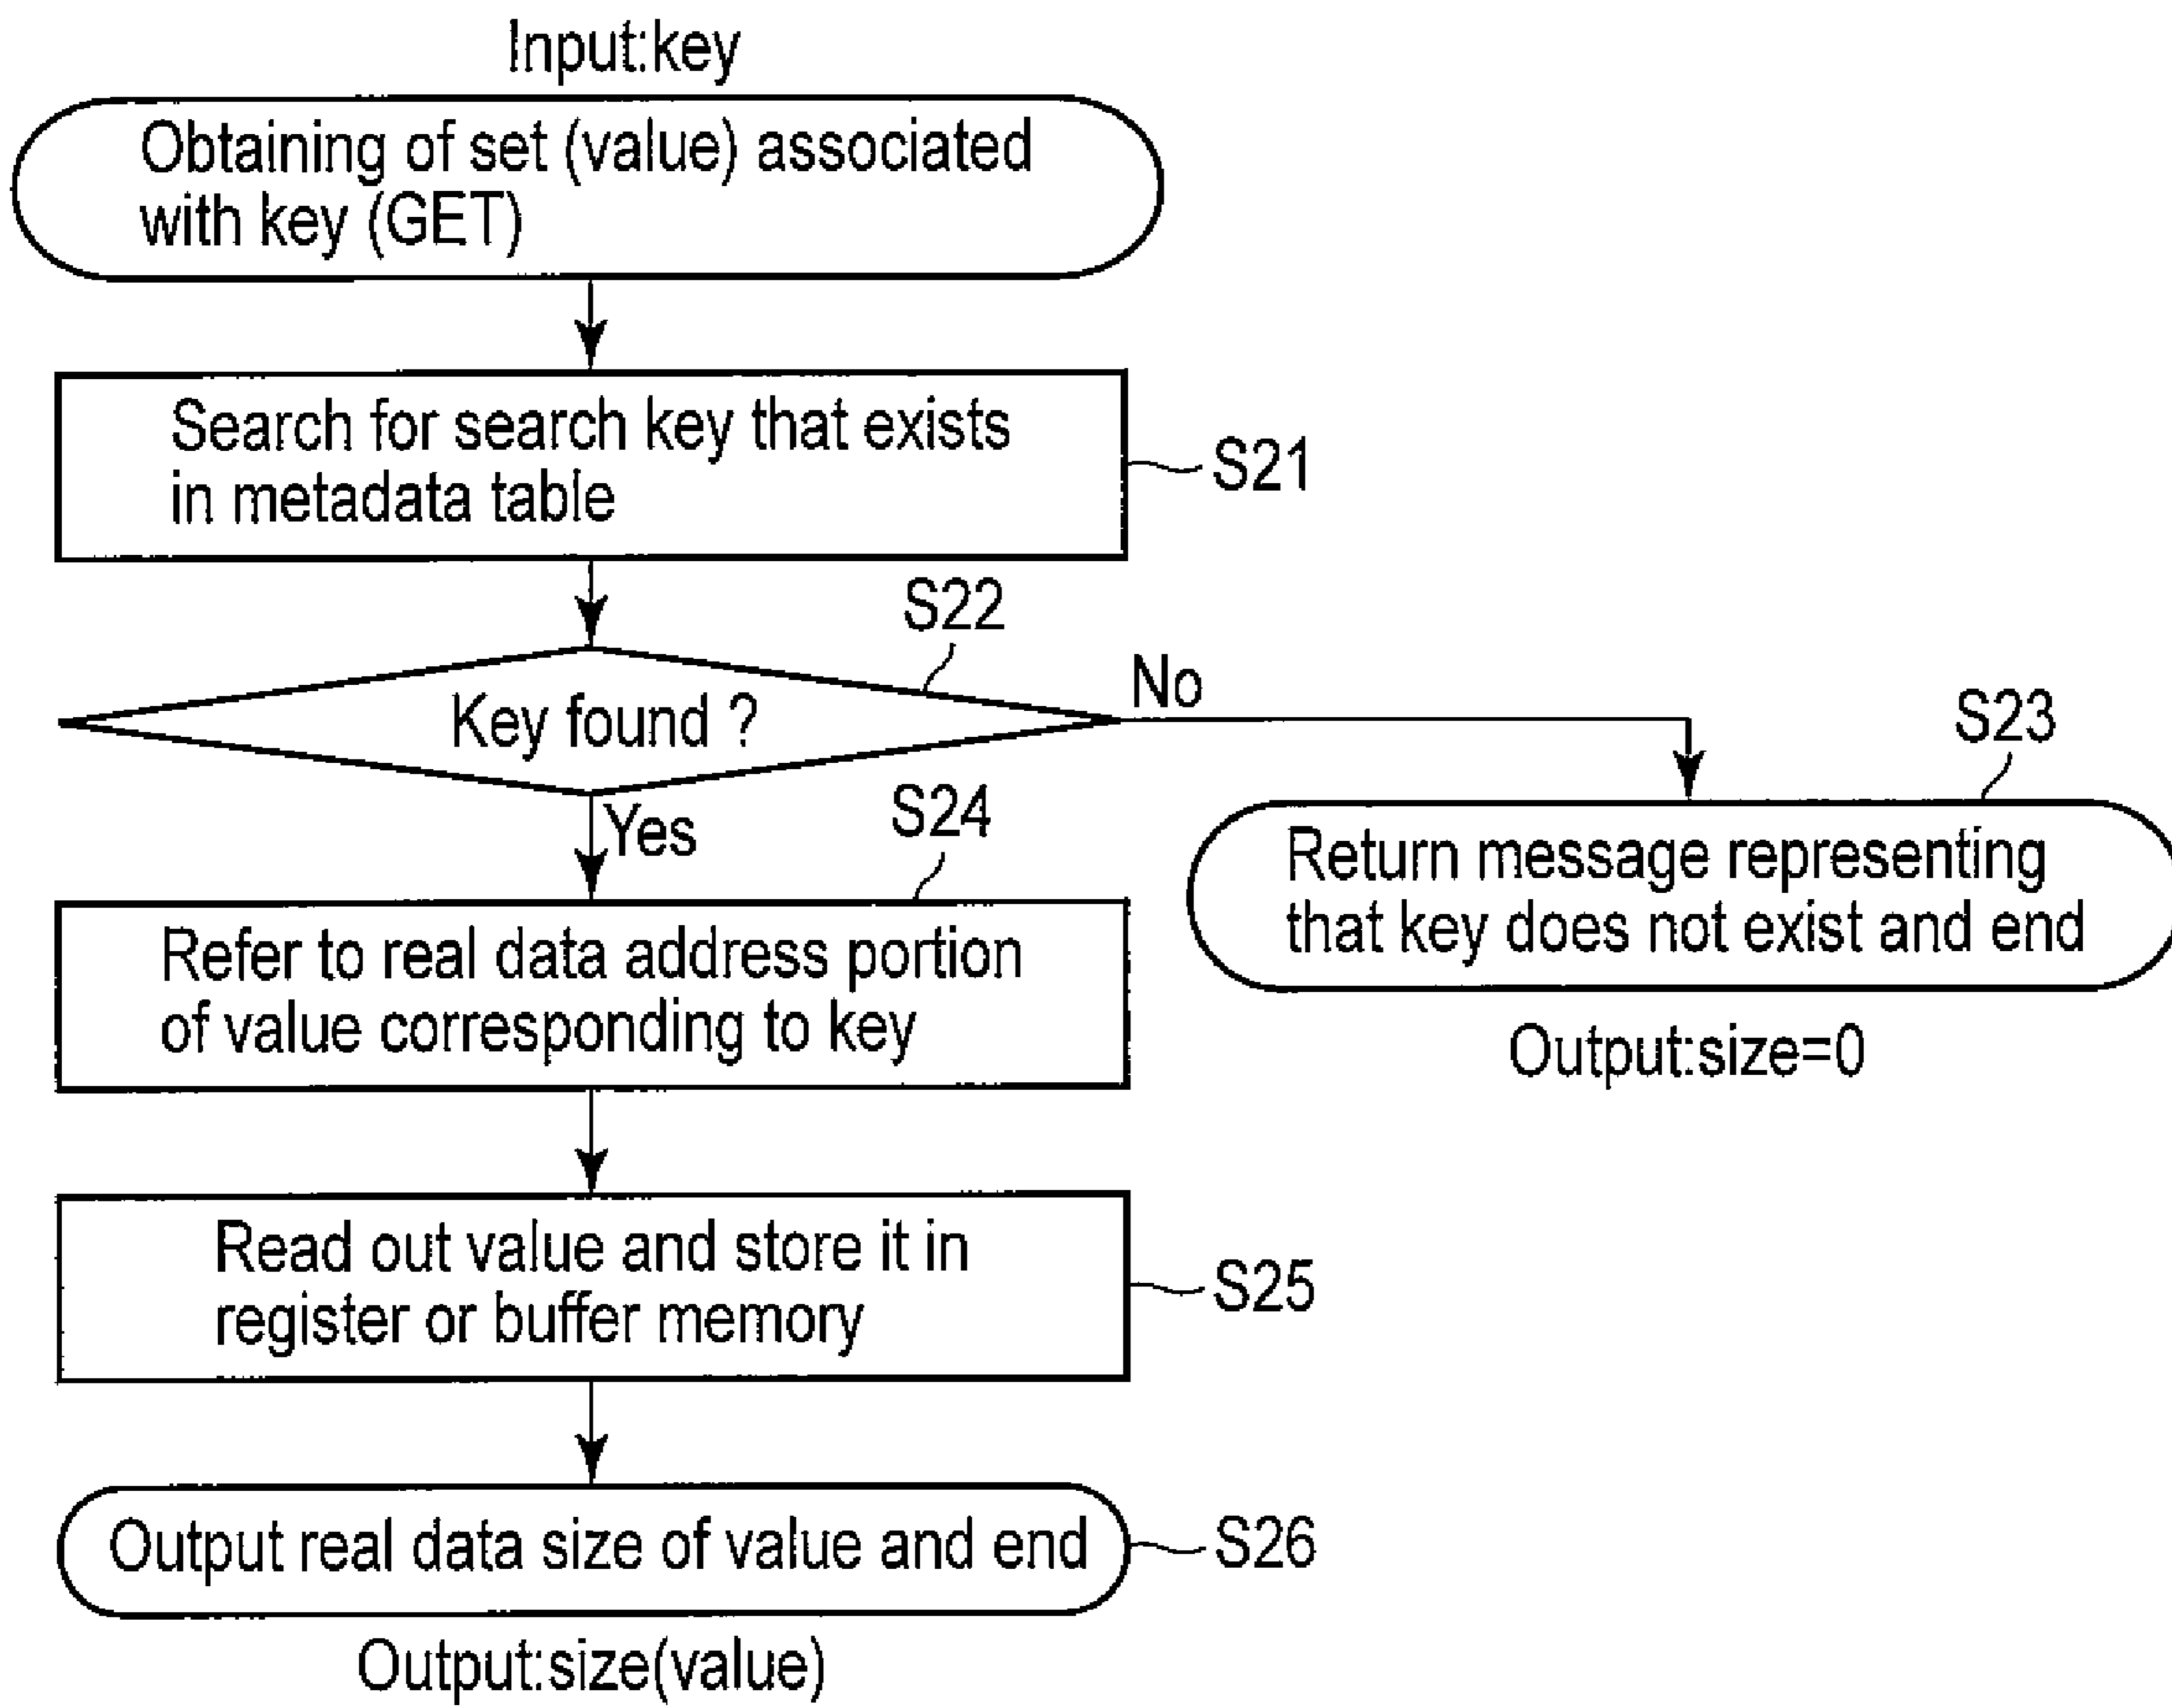 Input:key
Obtaining of set (value) associated
with key (GET)
Search for search key that exists
in metadata table
S21
S22
Key found ?
No
Yes
S23
Return message representing
that key does not exist and end
Output:size=0
S24
Refer to real data address portion
of value corresponding to key
Read out value and store it in
register or buffer memory
S25
Output real data size of value and end
S26
Output:size(value)